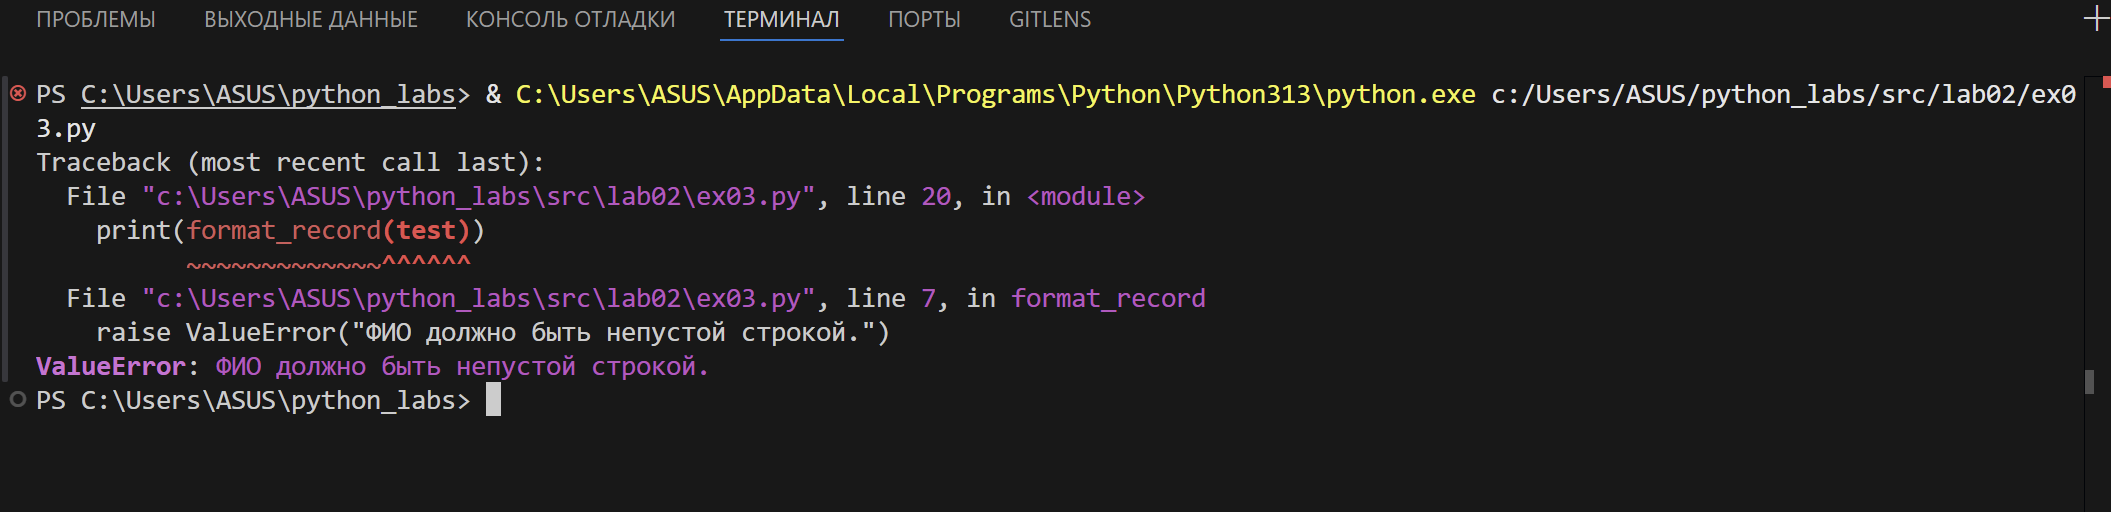 ПРОБЛЕМЫ ВЫХОДНЫЕ ДАННЫЕ КОНСОЛЬ ОТЛАДКИ ТЕРМИНАЛ ПОРТЫ GITLENS
PS C:\Users\ASUS\python_labs> & C:\Users\ASUS\AppData\Local\Programs\Python\Python313\python.exe c:/Users/ASUS/python_labs/src/lab02/ex0
3.py
Traceback (most recent call last):
  File "c:\Users\ASUS\python_labs\src\lab02\ex03.py", line 20, in <module>
    print(format_record(test))
          ~~~~~~~~~~~~~^^^^^^
  File "c:\Users\ASUS\python_labs\src\lab02\ex03.py", line 7, in format_record
    raise ValueError("ФИО должно быть непустой строкой.")
ValueError: ФИО должно быть непустой строкой.
PS C:\Users\ASUS\python_labs>